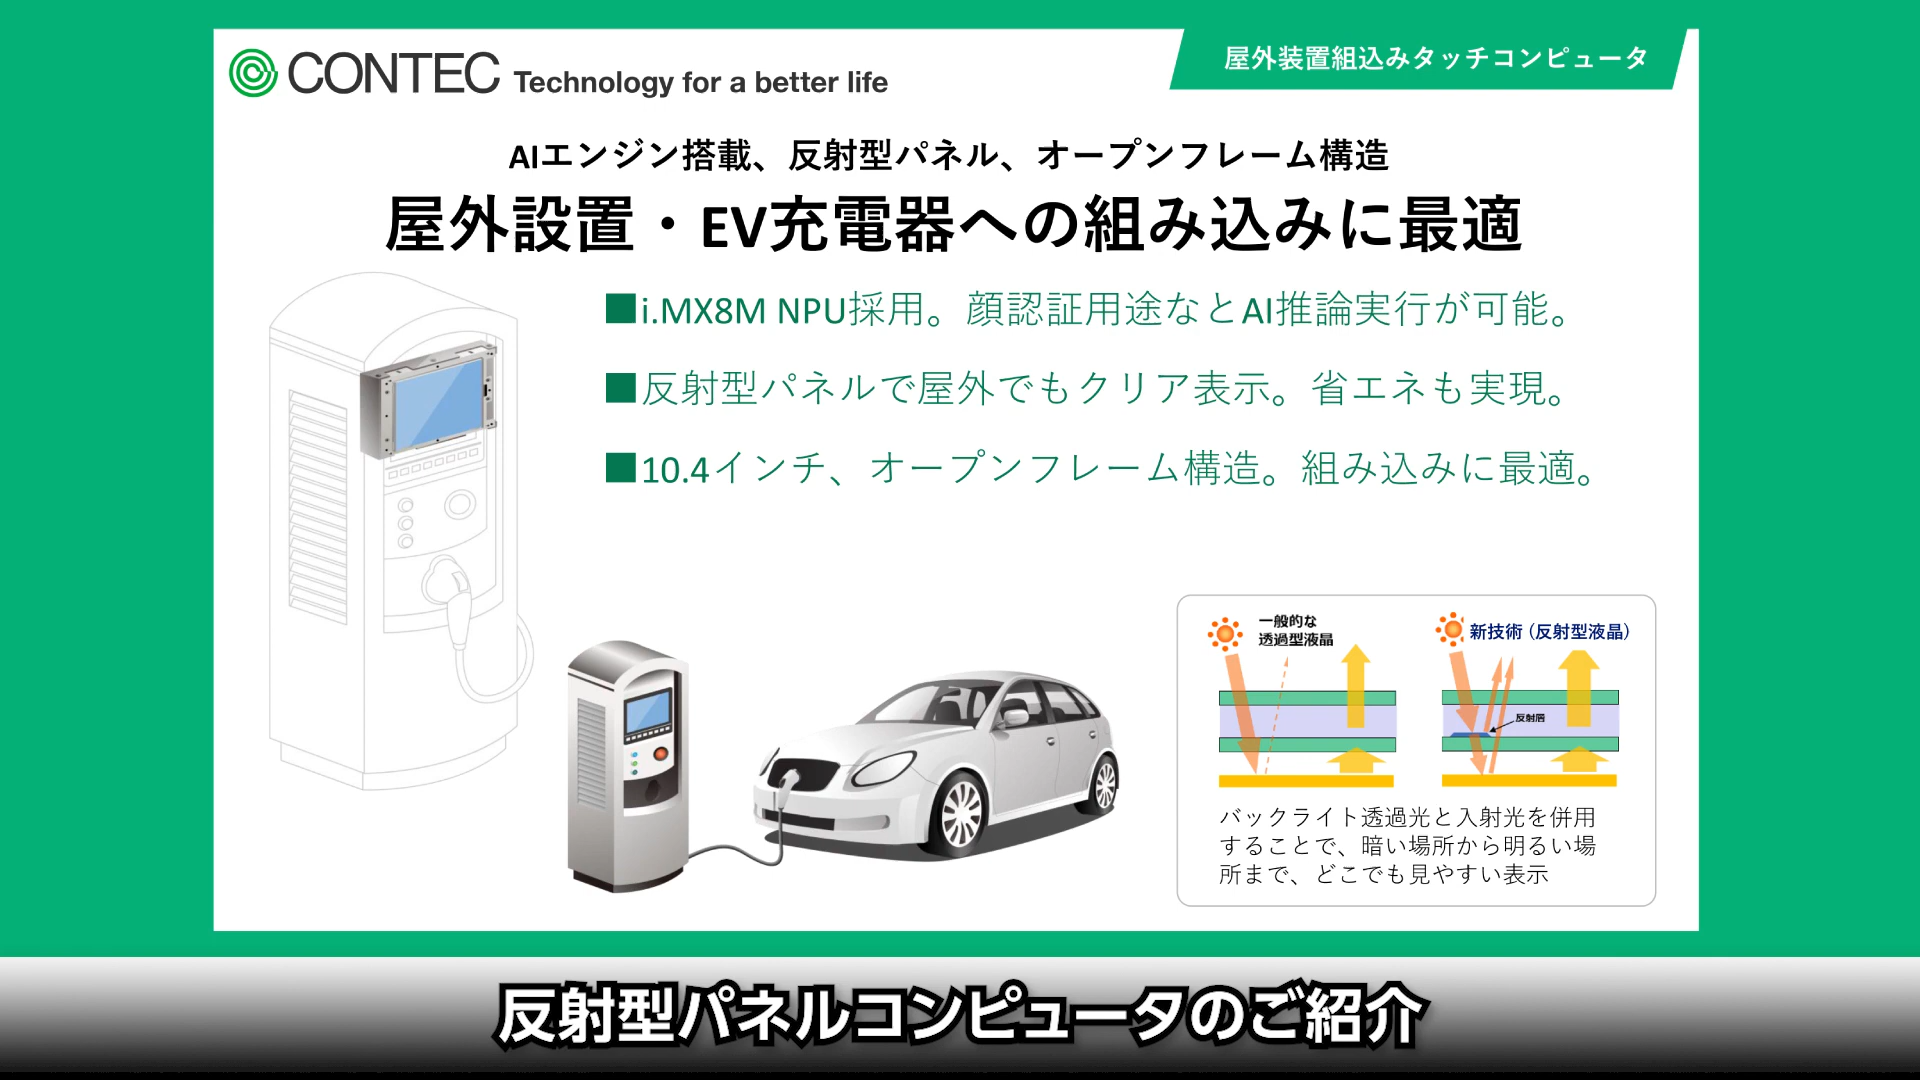 CONTEC Technology for a better life
屋外装置組込みタッチコンピュータ
AIエンジン搭載、反射型パネル、オープンフレーム構造
屋外設置・EV充電器への組み込みに最適
■i.MX8M NPU採用。顔認証用途などAI推論実行が可能。
■反射型パネルで屋外でもクリア表示。省エネも実現。
■10.4インチ、オープンフレーム構造。組み込みに最適。
一般的な
透過型液晶
新技術（反射型液晶）
反射層
バックライト透過光と入射光を併用
することで、暗い場所から明るい場
所まで、どこでも見やすい表示
反射型パネルコンピュータのご紹介